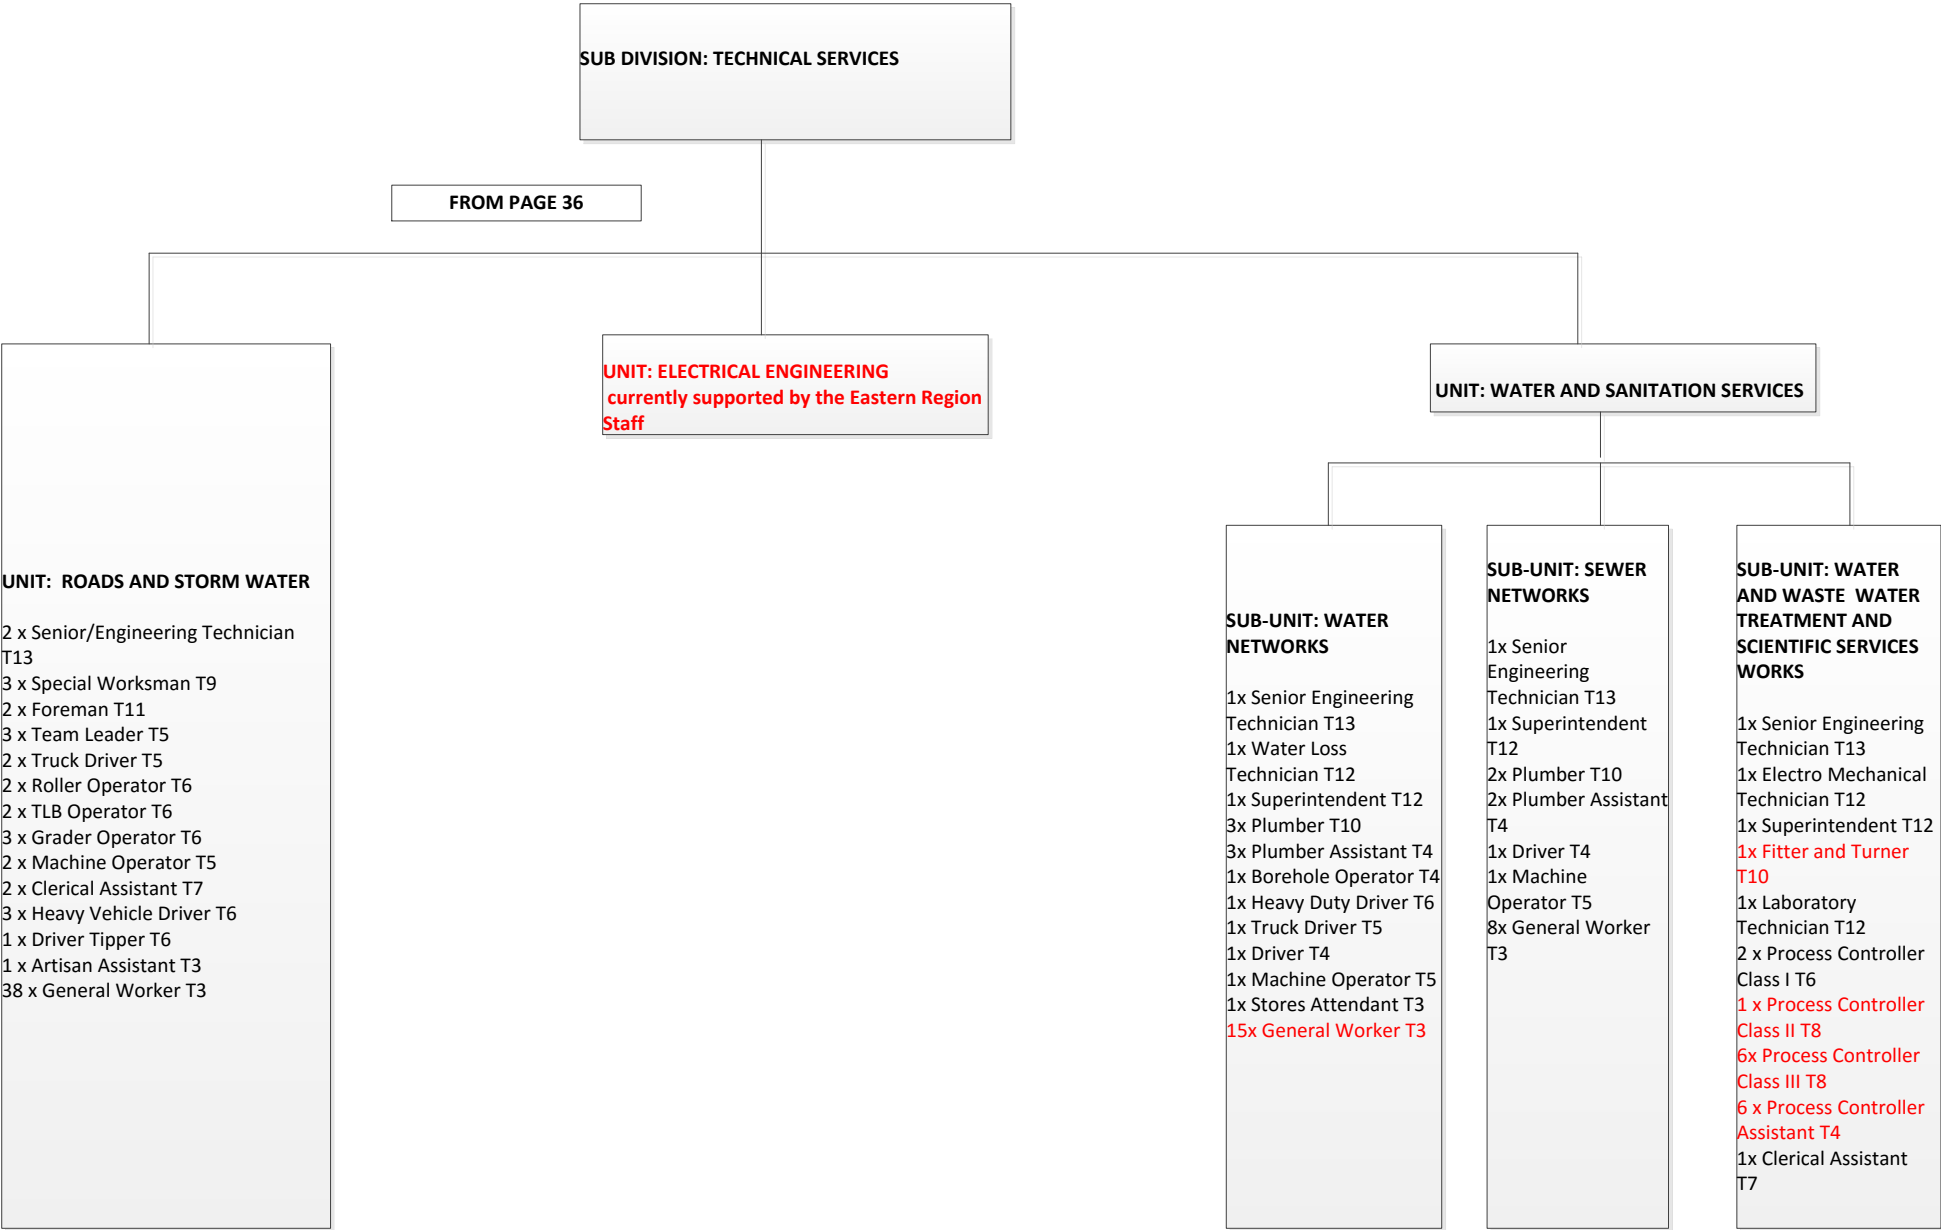 SUB DIVISION: TECHNICAL SERVICES
FROM PAGE 36
UNIT: ROADS AND STORM WATER
2 x Senior/Engineering Technician
T13
3 x Special Worksman T9
2 x Foreman T11
3 x Team Leader T5
2 x Truck Driver T5
2 x Roller Operator T6
2 x TLB Operator T6
3 x Grader Operator T6
2 x Machine Operator T5
2 x Clerical Assistant T7
3 x Heavy Vehicle Driver T6
1 x Driver Tipper T6
1 x Artisan Assistant T3
38 x General Worker T3
UNIT: ELECTRICAL ENGINEERING
currently supported by the Eastern Region
Staff
UNIT: WATER AND SANITATION SERVICES
SUB-UNIT: WATER
NETWORKS
1x Senior Engineering
Technician T13
1x Water Loss
Technician T12
1x Superintendent T12
3x Plumber T10
3x Plumber Assistant T4
1x Borehole Operator T4
1x Heavy Duty Driver T6
1x Truck Driver T5
1x Driver T4
1x Machine Operator T5
1x Stores Attendant T3
15x General Worker T3
SUB-UNIT: SEWER
NETWORKS
1x Senior
Engineering
Technician T13
1x Superintendent
T12
2x Plumber T10
2x Plumber Assistant
T4
1x Driver T4
1x Machine
Operator T5
8x General Worker
T3
SUB-UNIT: WATER
AND WASTE WATER
TREATMENT AND
SCIENTIFIC SERVICES
WORKS
1x Senior Engineering
Technician T13
1x Electro Mechanical
Technician T12
1x Superintendent T12
1x Fitter and Turner
T10
1x Laboratory
Technician T12
2 x Process Controller
Class I T6
1 x Process Controller
Class II T8
6x Process Controller
Class III T8
6 x Process Controller
Assistant T4
1x Clerical Assistant
T7